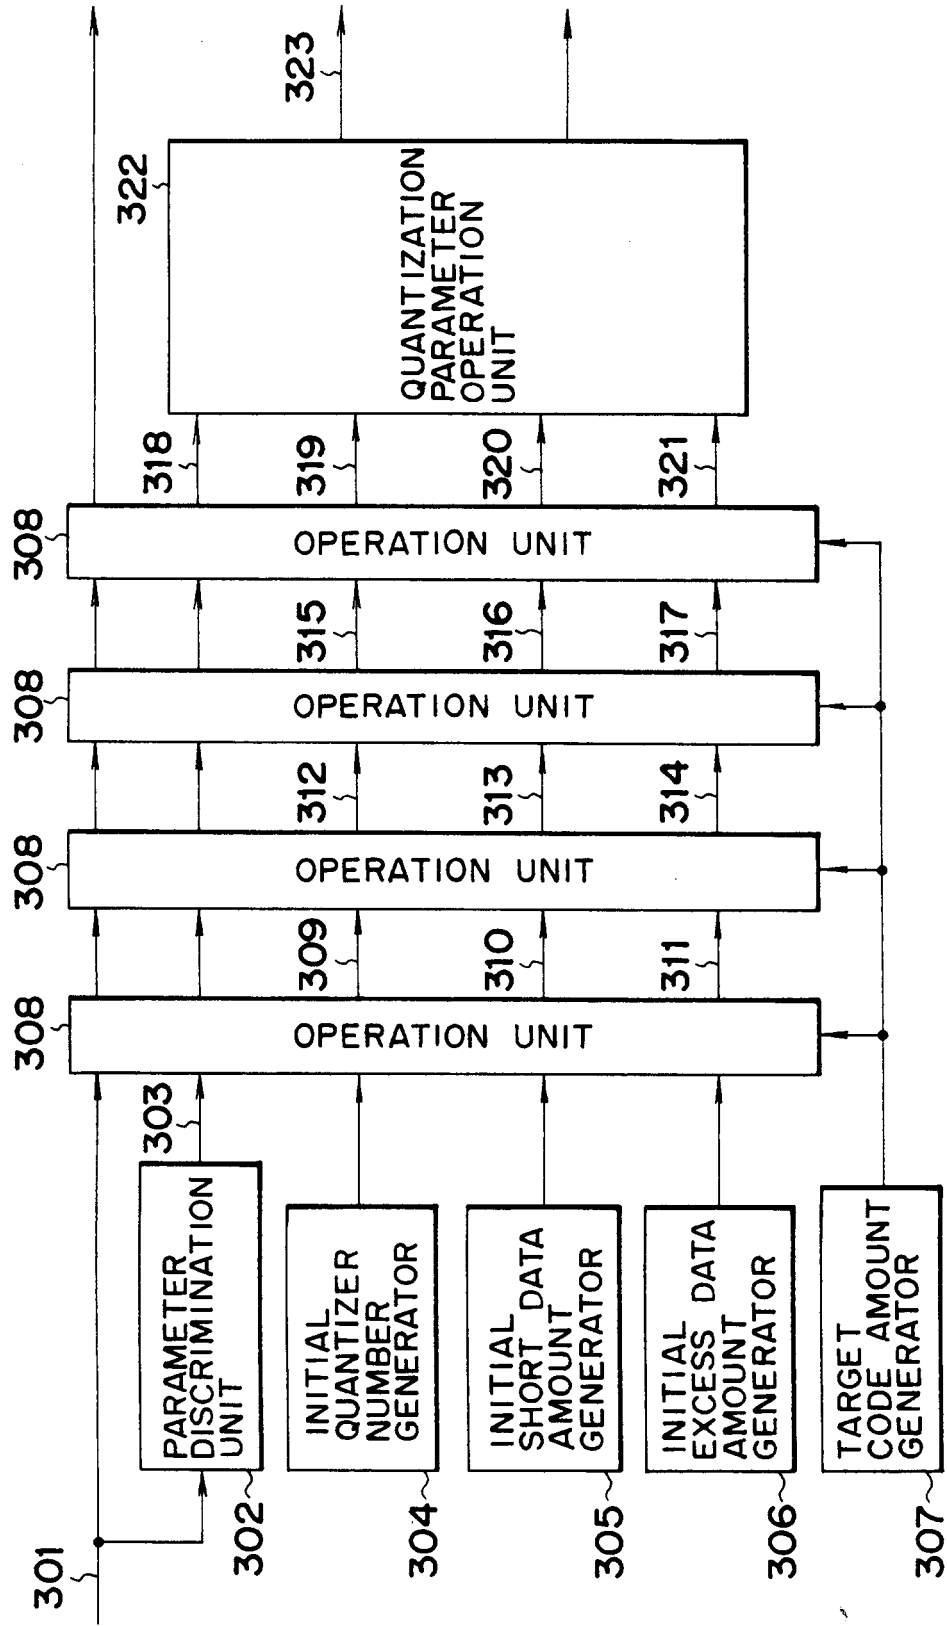 301
302
PARAMETER
DISCRIMINATION
UNIT
303
304
INITIAL
QUANTIZER
NUMBER
GENERATOR
305
INITIAL
SHORT DATA
AMOUNT
GENERATOR
306
INITIAL
EXCESS DATA
AMOUNT
GENERATOR
307
TARGET
CODE AMOUNT
GENERATOR
308
OPERATION UNIT
309
310
311
308
OPERATION UNIT
312
313
314
308
OPERATION UNIT
315
316
317
308
OPERATION UNIT
318
319
320
321
322
QUANTIZATION
PARAMETER
OPERATION
UNIT
323